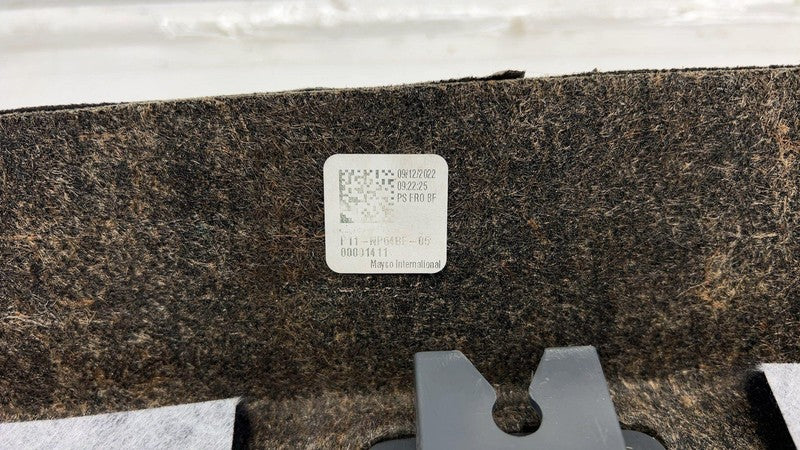 09/12/2022
09:22:25
PS FRO BF
00001411
Mayco International